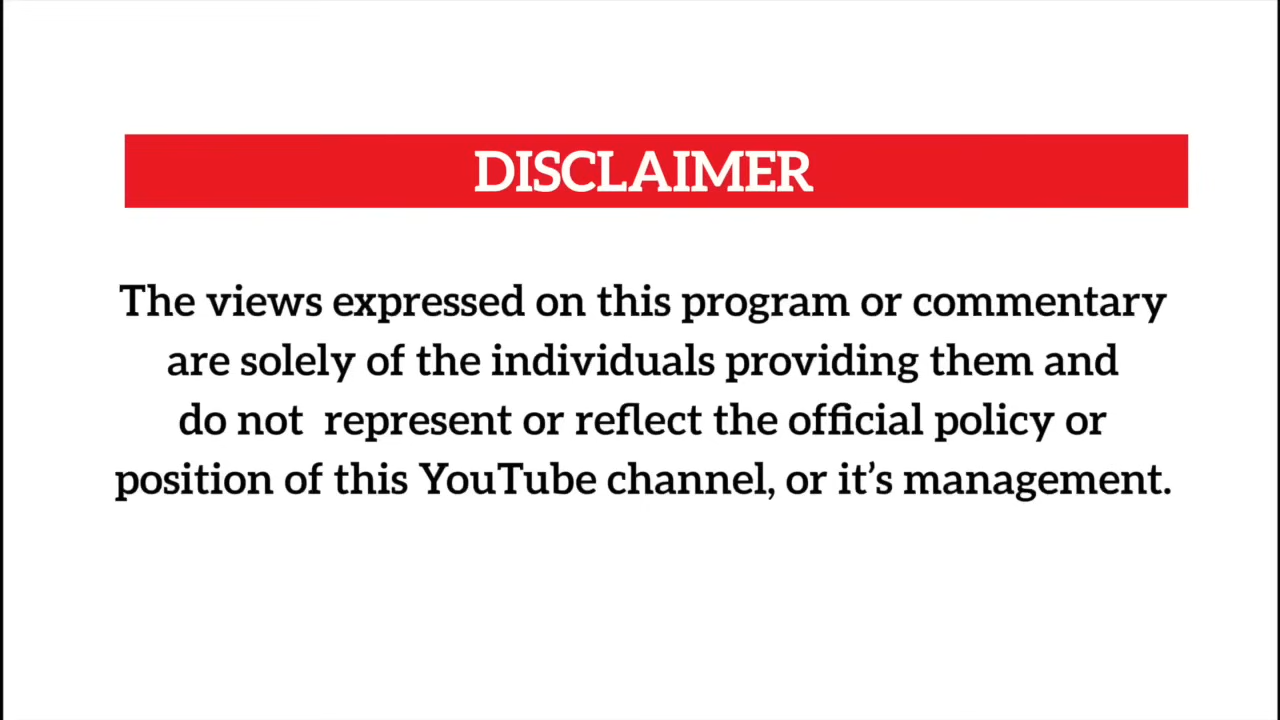 DISCLAIMER
The views expressed on this program or commentary
are solely of the individuals providing them and
do not  represent or reflect the official policy or
position of this YouTube channel, or it’s management.